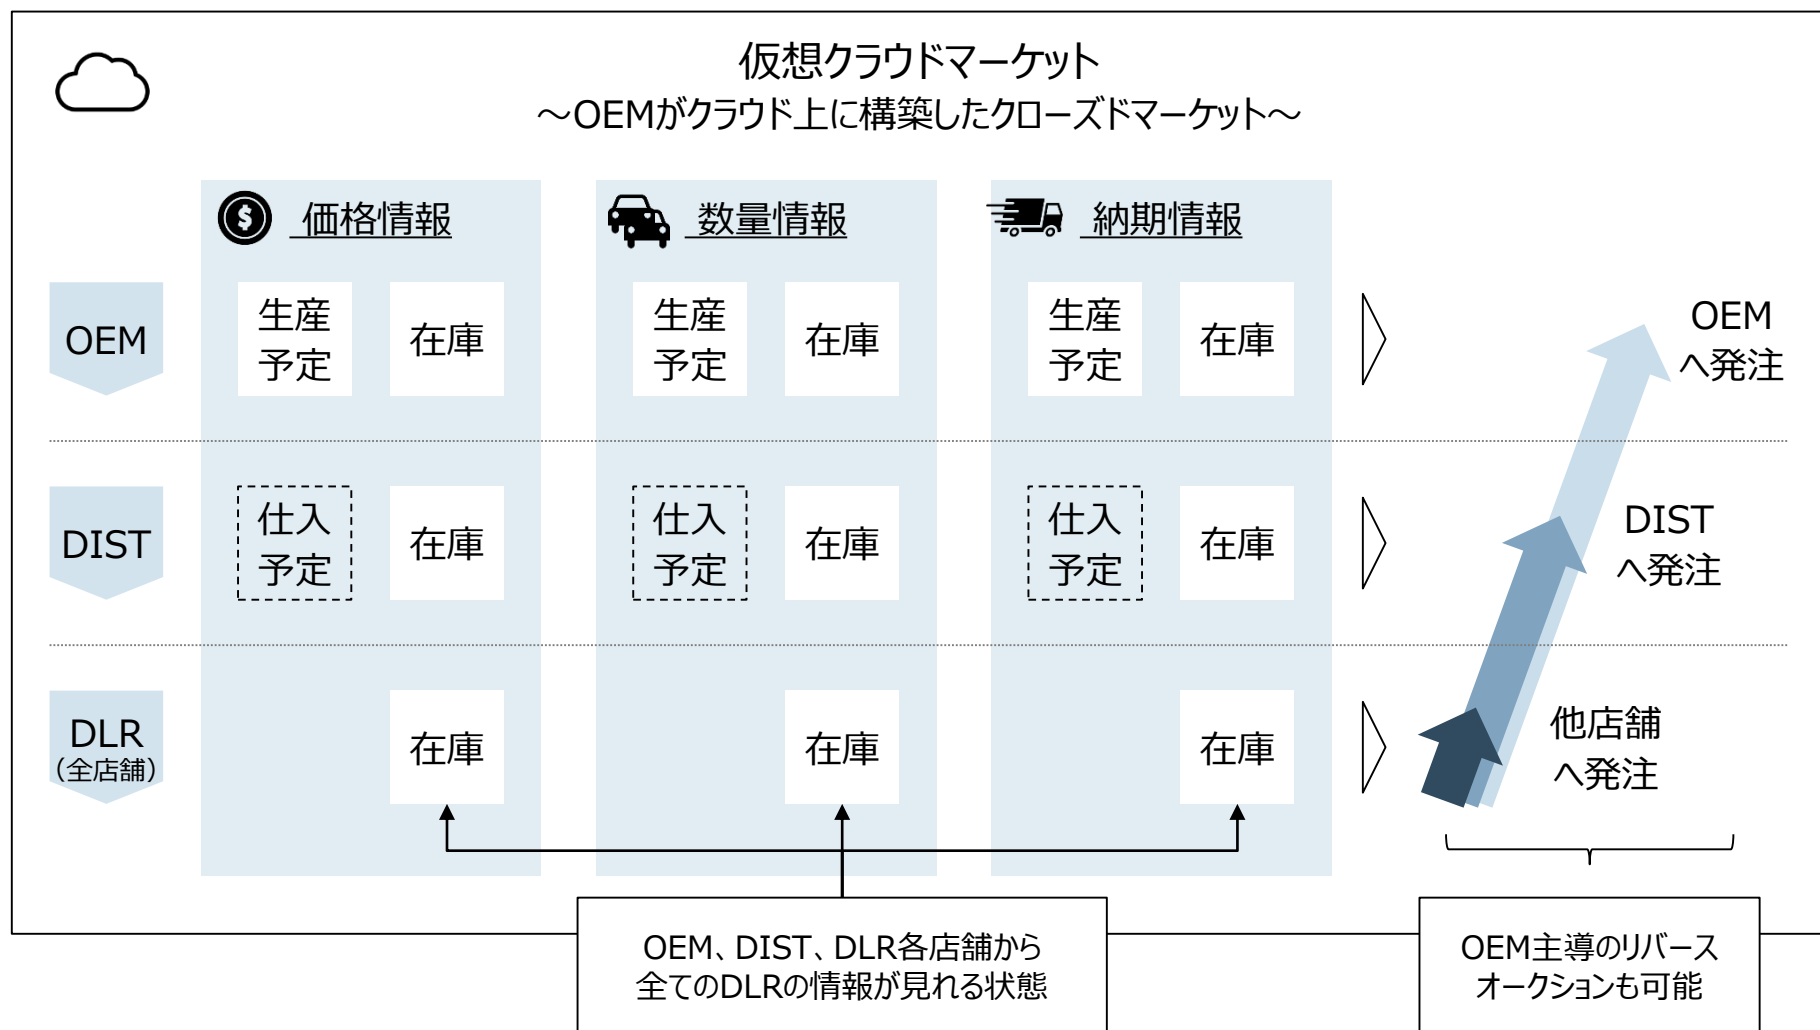 仮想クラウドマーケット
～OEMがクラウド上に構築したクローズドマーケット～
価格情報
数量情報
納期情報
OEM
生産
予定
在庫
生産
予定
在庫
生産
予定
在庫
OEM
へ発注
DIST
仕入
予定
在庫
仕入
予定
在庫
仕入
予定
在庫
DIST
へ発注
DLR
（全店舗）
在庫
在庫
在庫
他店舗
へ発注
OEM、DIST、DLR各店舗から
全てのDLRの情報が見れる状態
OEM主導のリバース
オークションも可能